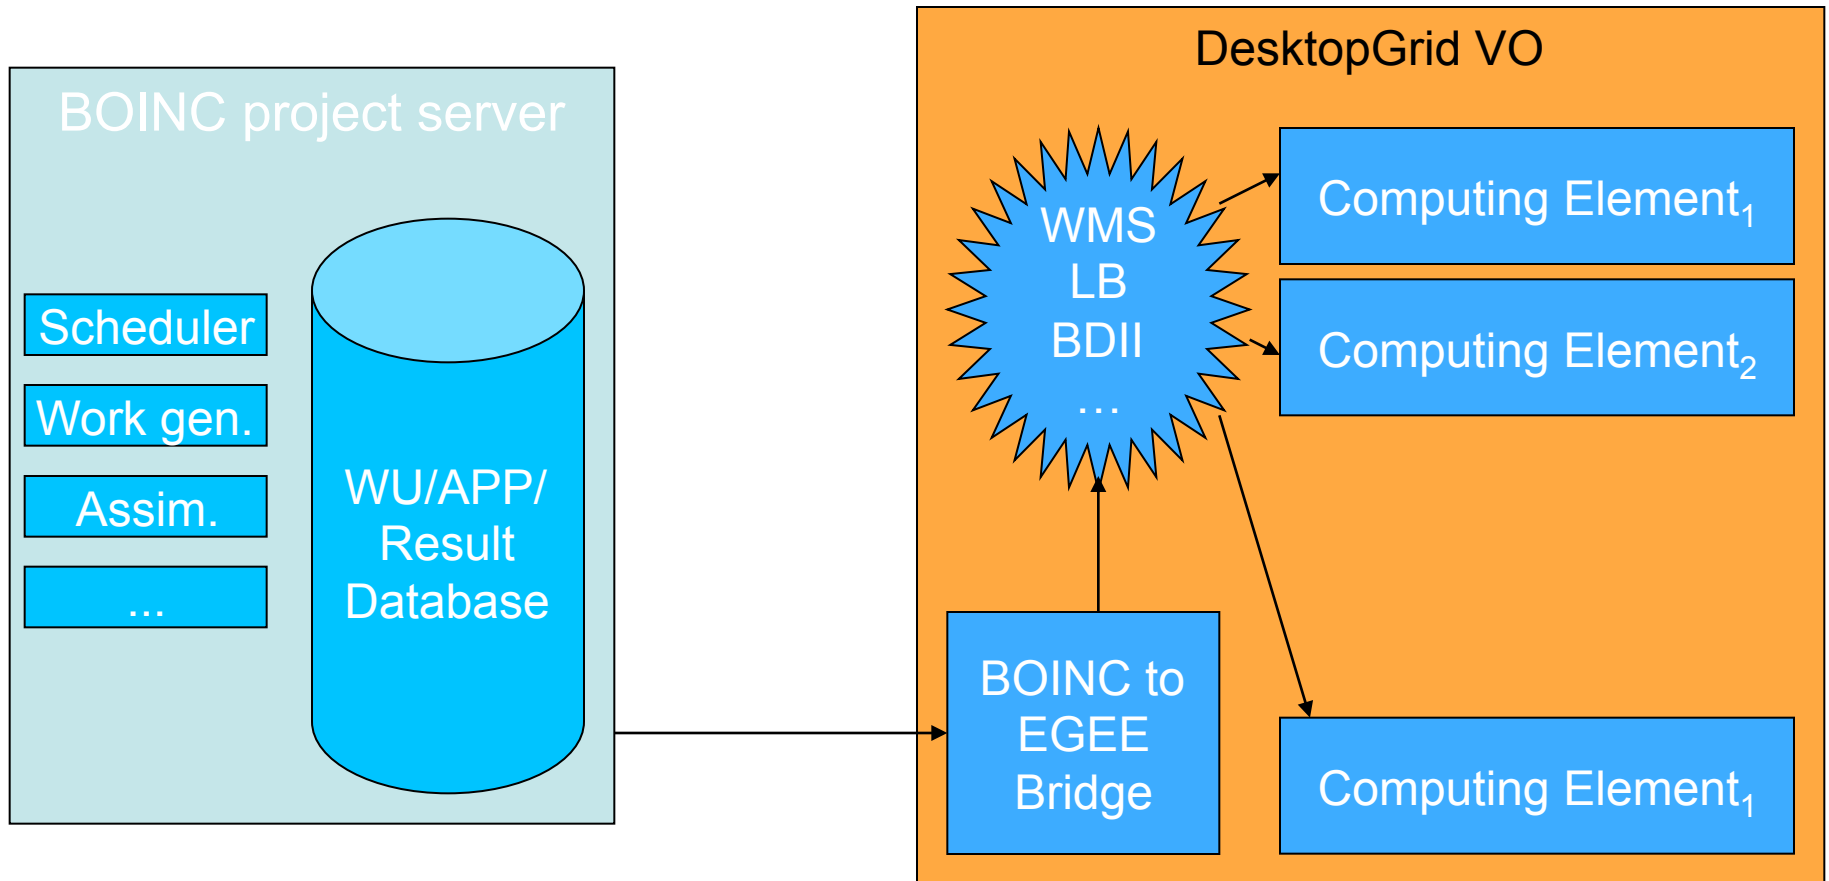 BOINC project server
Scheduler
Work gen.
Assim.
...
WU/APP/
Result
Database
DesktopGrid VO
WMS
LB
BDII
...
Computing Element₁
Computing Element₂
BOINC to
EGEE
Bridge
Computing Element₁